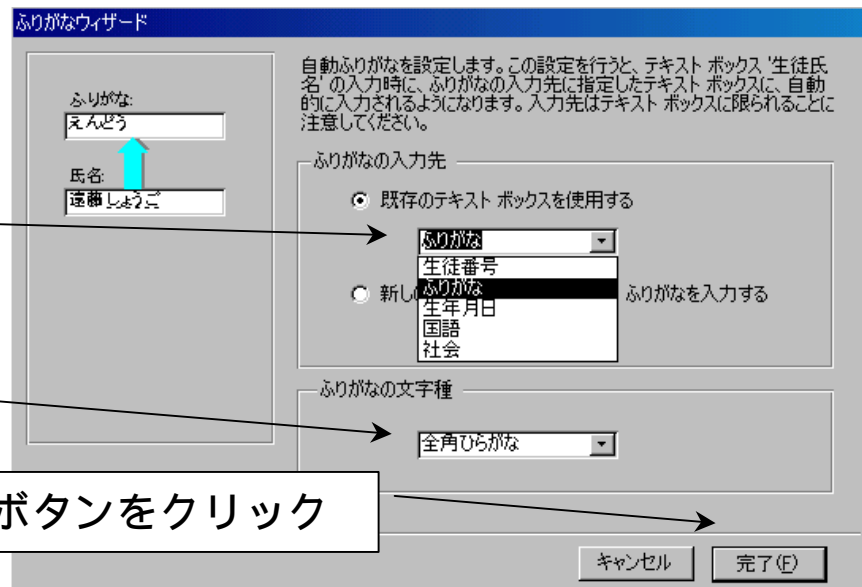 ふりがなウィザード
ふりがな:
えんどう
氏名:
遠藤しょうご
自動ふりがなを設定します。この設定を行うと、テキスト ボックス '生徒氏
名' の入力時に、ふりがなの入力先に指定したテキスト ボックスに、自動
的に入力されるようになります。入力先はテキスト ボックスに限られることに
注意してください。
ふりがなの入力先
既存のテキスト ボックスを使用する
ふりがな
生徒番号
ふりがな
生年月日
国語
社会
新し ふりがなを入力する
ふりがなの文字種
全角ひらがな
ボタンをクリック
キャンセル
完了(F)